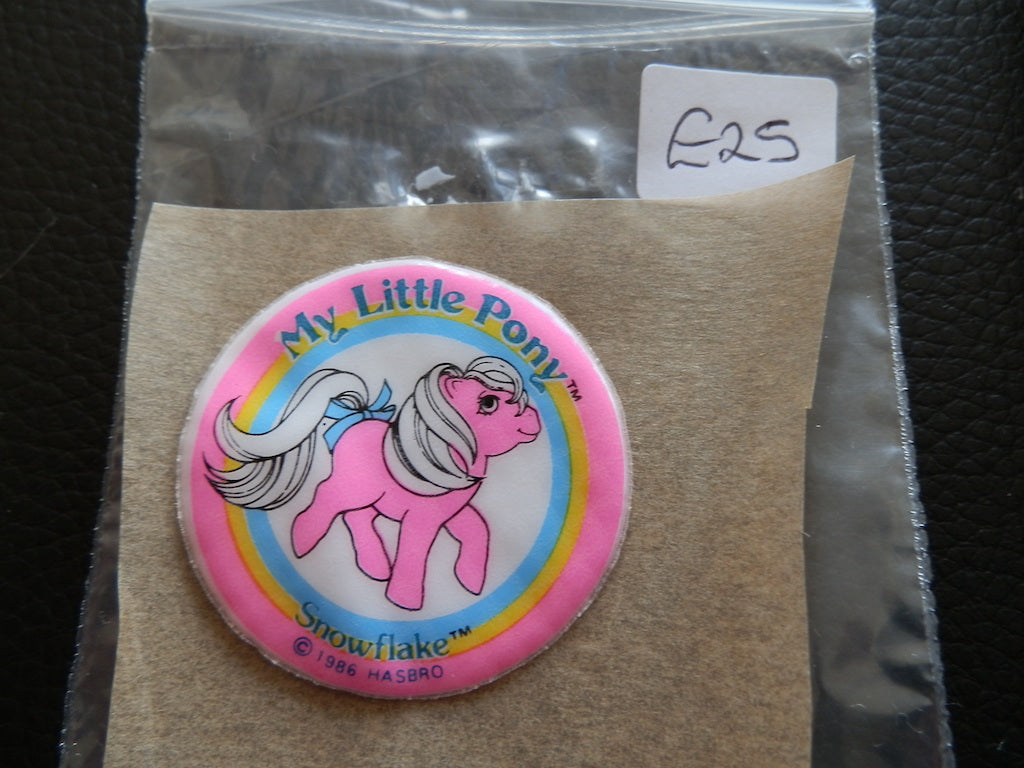 £25
My Little Pony™
Snowflake™
© 1986 HASBRO